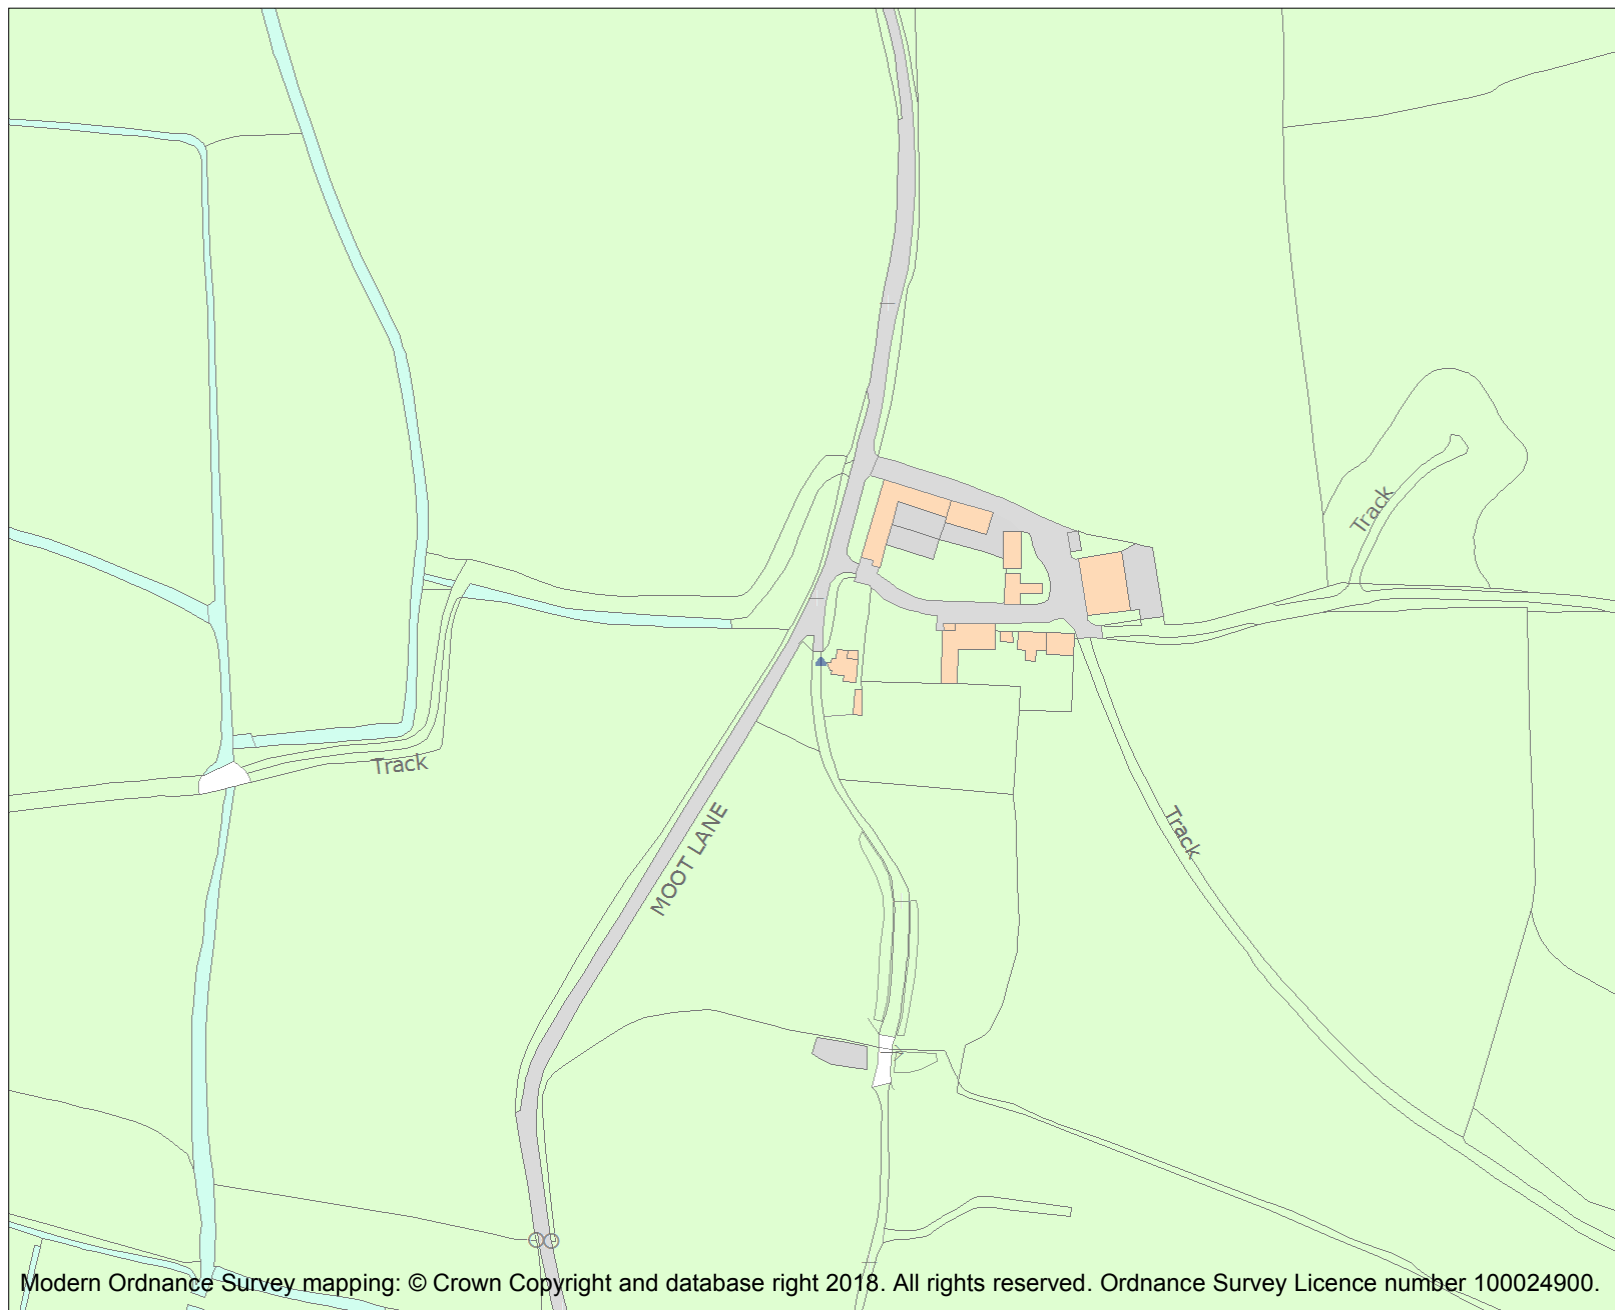 Track
Track
MOOT LANE
Track
Modern Ordnance Survey mapping: © Crown Copyright and database right 2018. All rights reserved. Ordnance Survey Licence number 100024900.